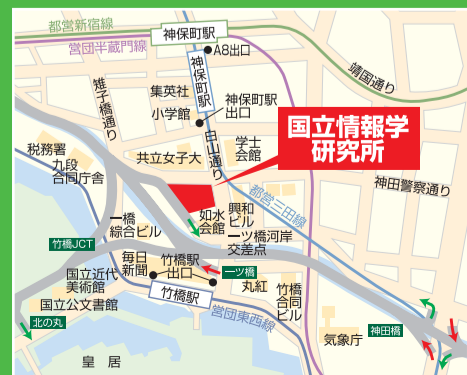 都営新宿線
営団半蔵門線
神保町駅
A8出口
靖国通り
雉子橋通り
集英社
小学館
神保町駅
神保町駅
出口
白山通り
国立情報学
研究所
税務署
九段
合同庁舎
共立女子大
学士
会館
神田警察通り
都営三田線
一橋
綜合ビル
如水
会館
興和
ビル
一ツ橋河岸
交差点
竹橋JCT
毎日
新聞
竹橋駅
出口
一ツ橋
国立近代
美術館
丸紅
竹橋
合同
ビル
国立公文書館
竹橋駅
営団東西線
北の丸
気象庁
神田橋
皇居